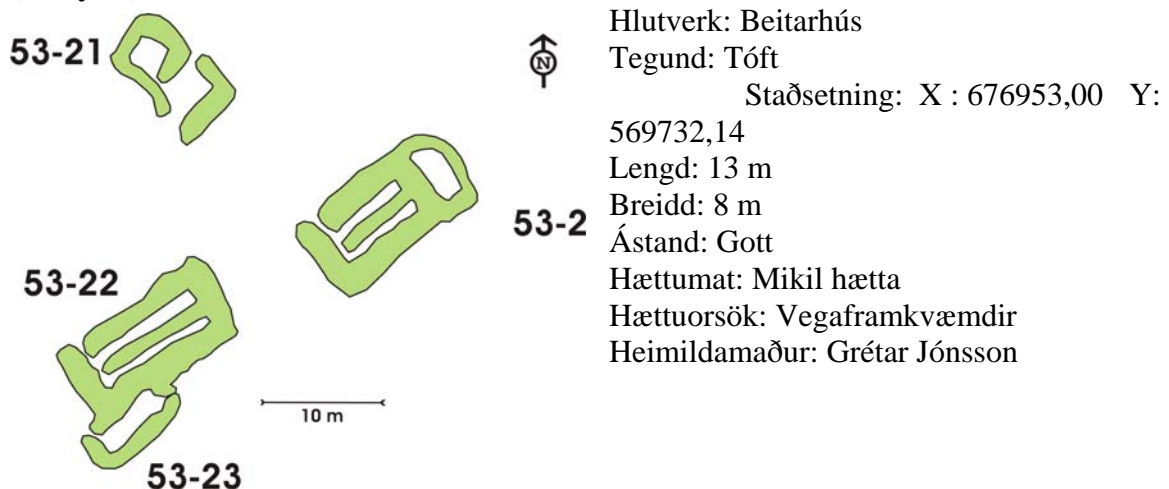 53-21
N
53-2
53-22
10 m
53-23
Hlutverk: Beitarhús
Tegund: Tóft
Staðsetning: X : 676953,00 Y:
569732,14
Lengd: 13 m
Breidd: 8 m
Ástand: Gott
Hættumat: Mikil hætta
Hættuorsök: Vegaframkvæmdir
Heimildamaður: Grétar Jónsson